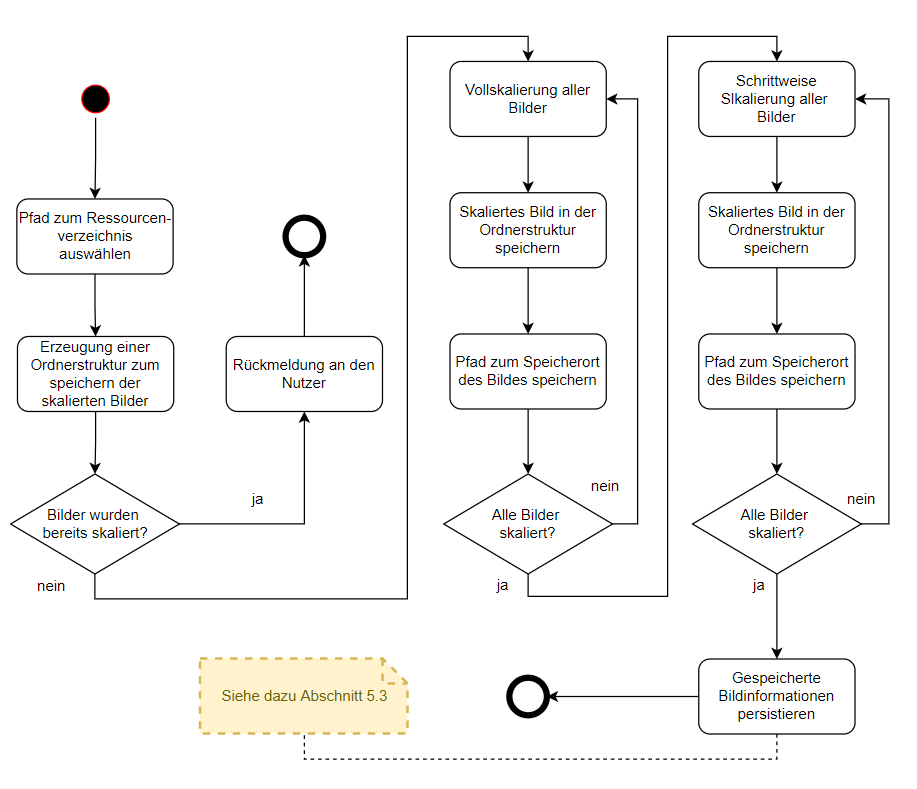 Pfad zum Ressourcen-
verzeichnis
auswählen
Erzeugung einer
Ordnerstruktur zum
speichern der
skalierten Bilder
Bilder wurden
bereits skaliert?
ja
nein
Rückmeldung an den
Nutzer
Vollskalierung aller
Bilder
Skaliertes Bild in der
Ordnerstruktur
speichern
Pfad zum Speicherort
des Bildes speichern
Alle Bilder
skaliert?
nein
ja
Schrittweise
Slkalierung aller
Bilder
Skaliertes Bild in der
Ordnerstruktur
speichern
Pfad zum Speicherort
des Bildes speichern
Alle Bilder
skaliert?
nein
ja
Gespeicherte
Bildinformationen
persistieren
Siehe dazu Abschnitt 5.3